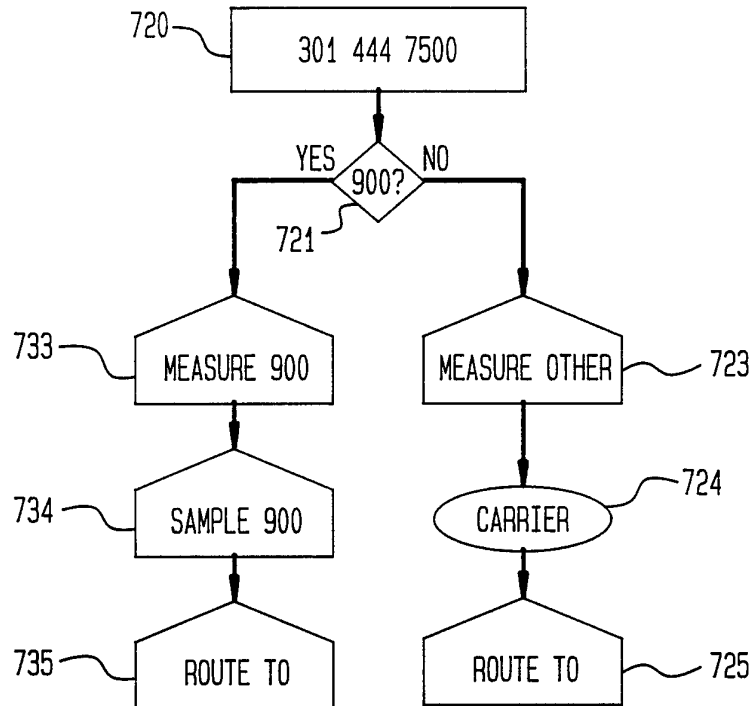 720
301 444 7500
YES
NO
900?
721
733
MEASURE 900
MEASURE OTHER
723
734
SAMPLE 900
CARRIER
724
735
ROUTE TO
ROUTE TO
725